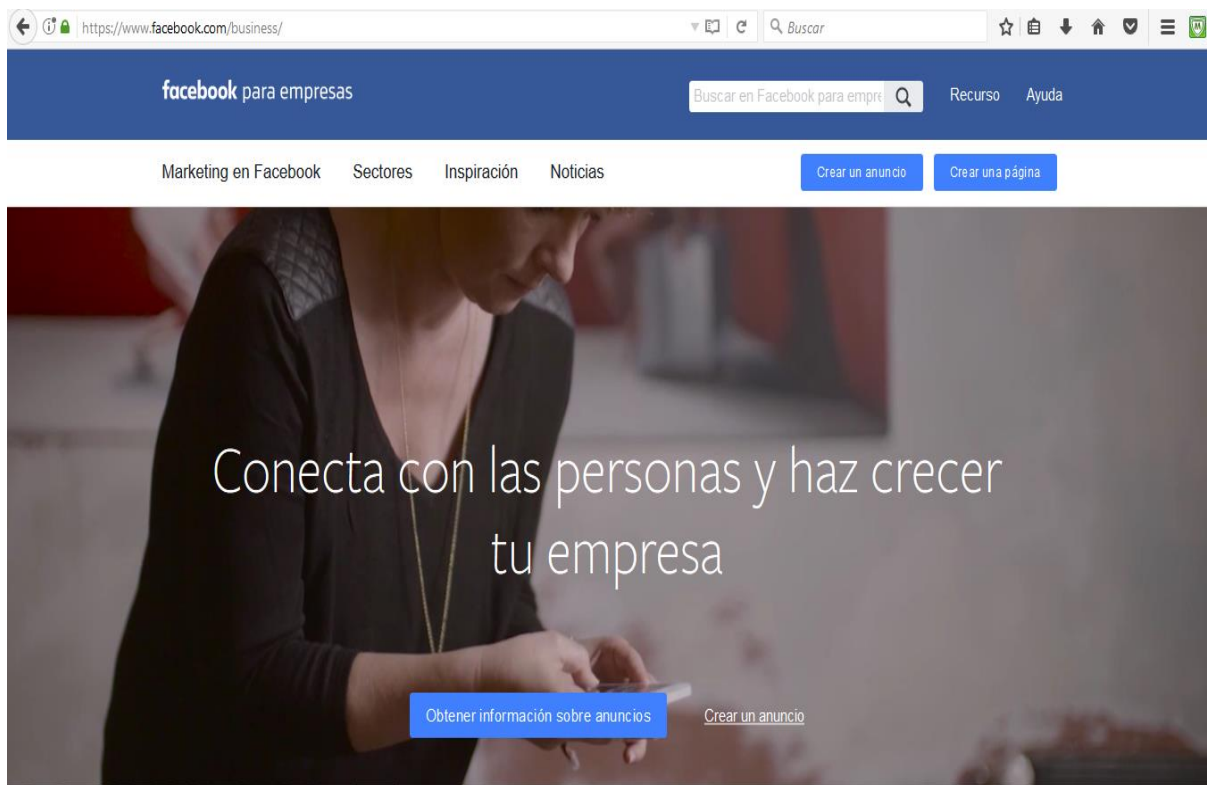 https://www.facebook.com/business/
Buscar
facebook para empresas
Buscar en Facebook para empre
Recurso
Ayuda
Marketing en Facebook
Sectores
Inspiración
Noticias
Crear un anuncio
Crear una página
Conecta con las personas y haz crecer
tu empresa
Obtener información sobre anuncios
Crear un anuncio